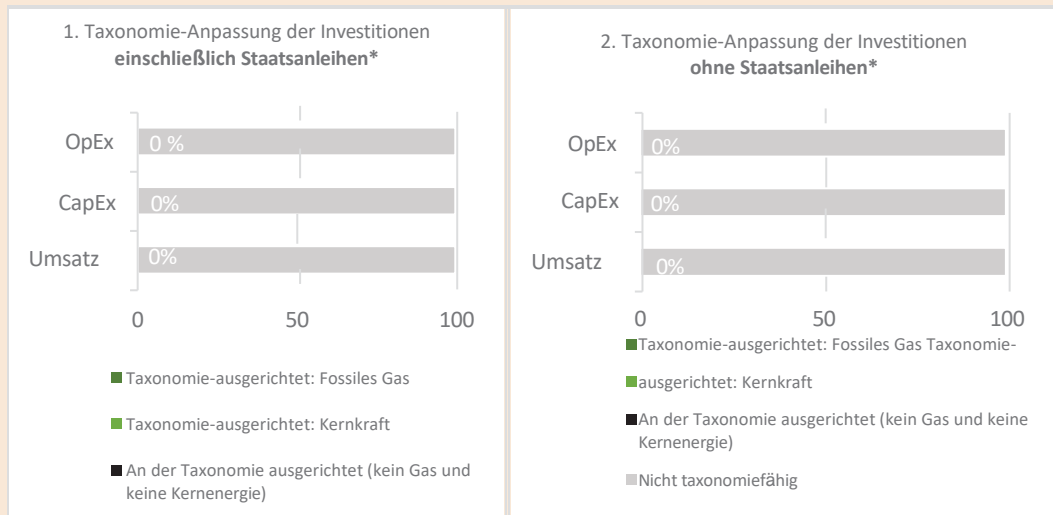 1. Taxonomie-Anpassung der Investitionen
einschließlich Staatsanleihen*
OpEx
0 %
CapEx
0%
Umsatz
0%
0
50
100
Taxonomie-ausgerichtet: Fossiles Gas
Taxonomie-ausgerichtet: Kernkraft
An der Taxonomie ausgerichtet (kein Gas und
keine Kernenergie)
2. Taxonomie-Anpassung der Investitionen
ohne Staatsanleihen*
OpEx
0%
CapEx
0%
Umsatz
0%
0
50
100
Taxonomie-ausgerichtet: Fossiles Gas Taxonomie-
ausgerichtet: Kernkraft
An der Taxonomie ausgerichtet (kein Gas und keine
Kernenergie)
Nicht taxonomiefähig